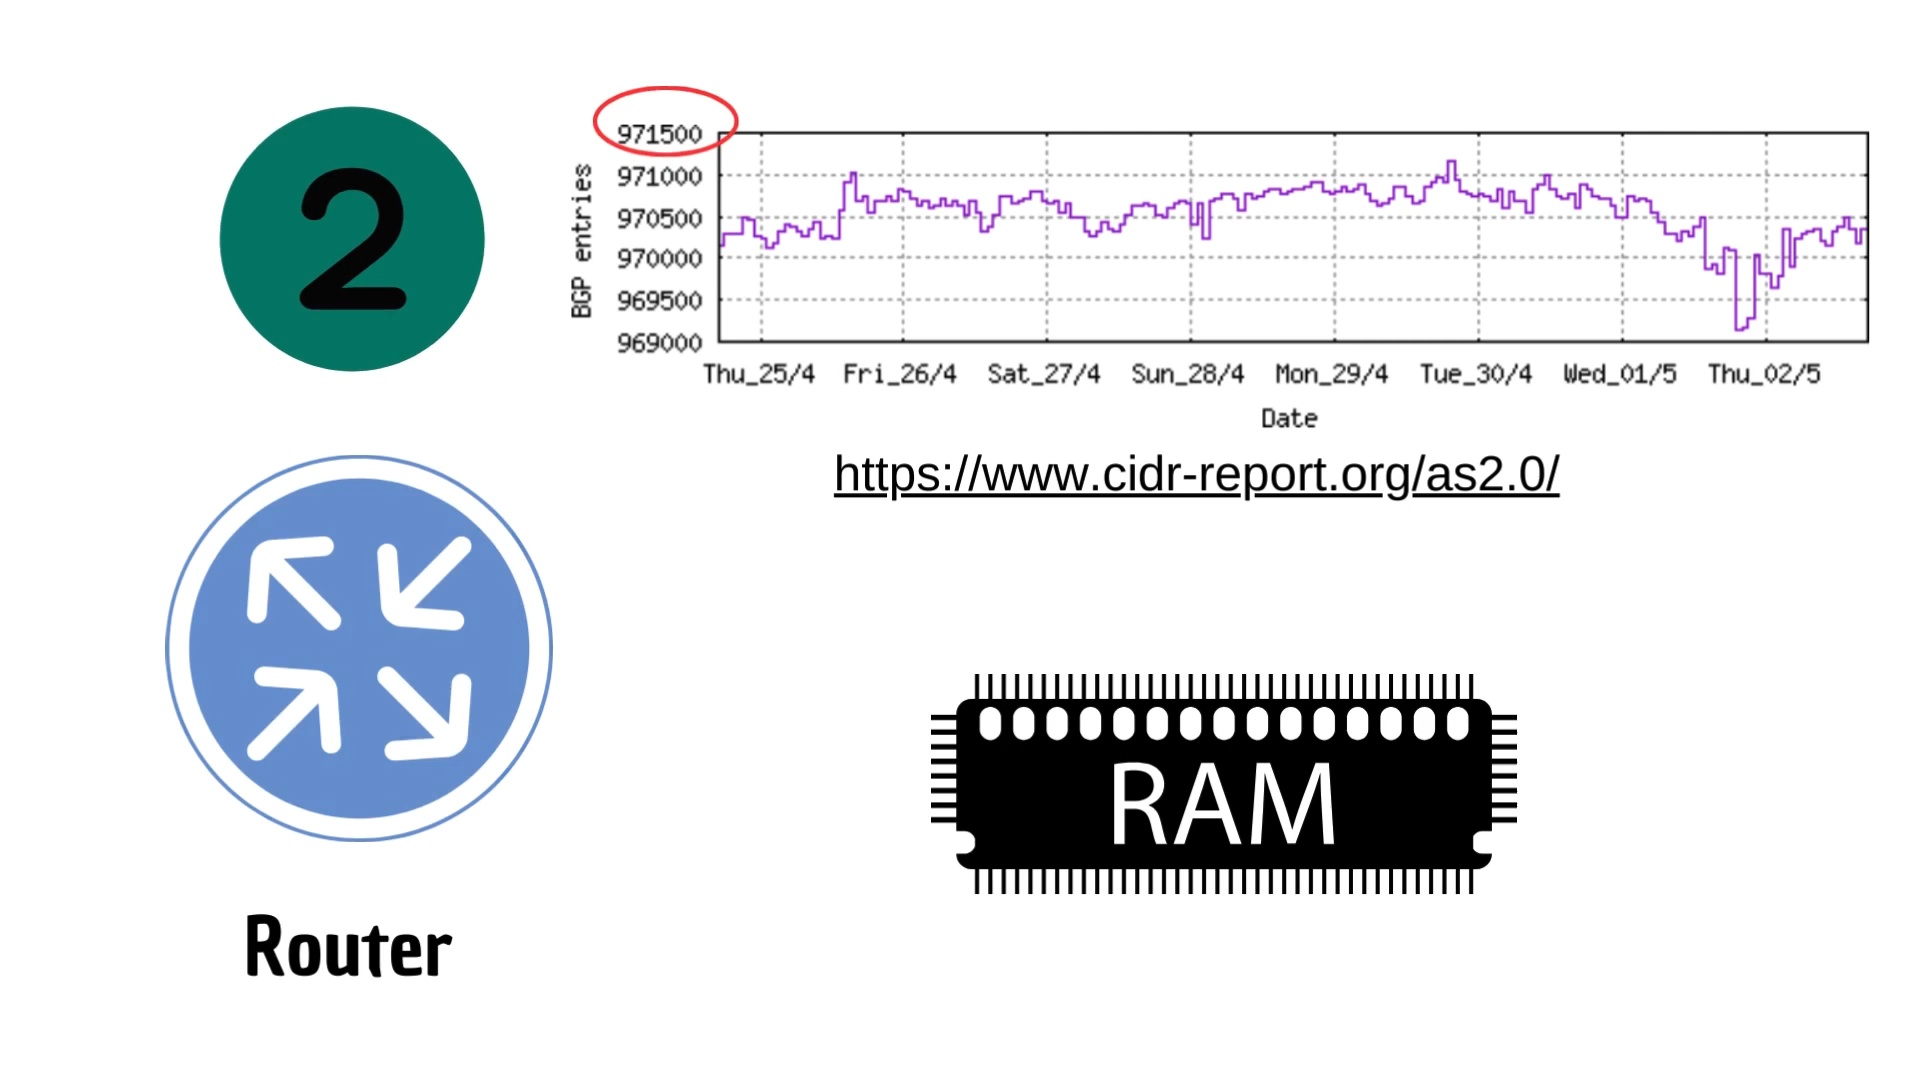 2
971500
971000
970500
970000
969500
969000
BGP entries
Thu_25/4 Fri_26/4 Sat_27/4 Sun_28/4 Mon_29/4 Tue_30/4 Wed_01/5 Thu_02/5
Date
https://www.cidr-report.org/as2.0/
RAM
Router